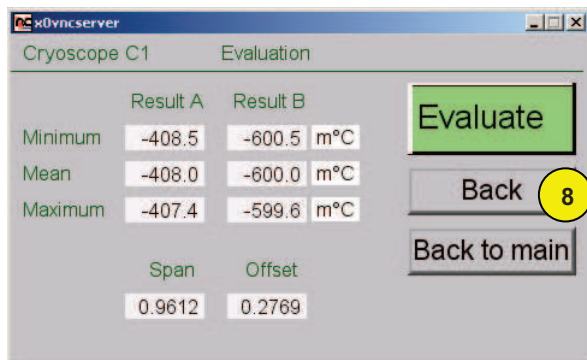 x0vncserver
Cryoscope C1 Evaluation
Result A Result B
Minimum -408.5 -600.5 m°C
Mean -408.0 -600.0 m°C
Maximum -407.4 -599.6 m°C
Span Offset
0.9612 0.2769
Evaluate
Back 8
Back to main